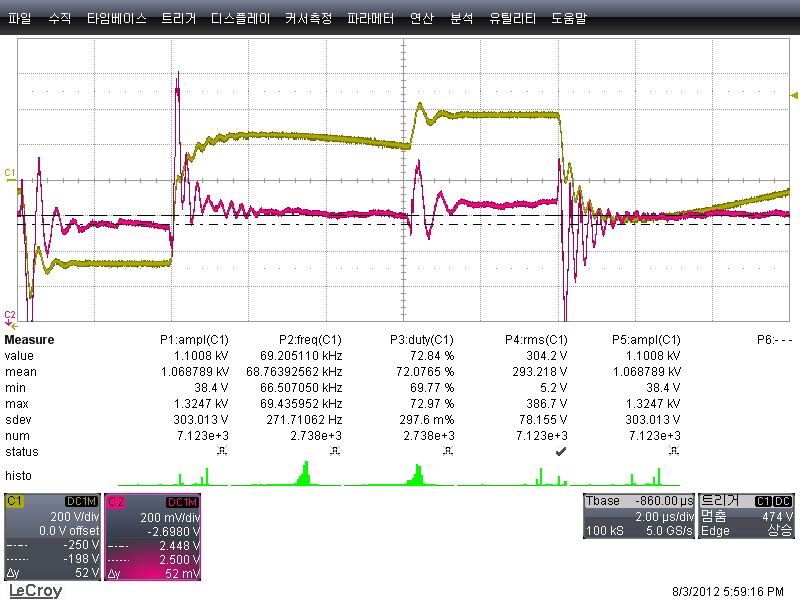 파일 수직 타임베이스 트리거 디스플레이 커서측정 파라메터 연산 분석 유틸리티 도움말
C1
C2
Measure P1:ampl(C1) P2:freq(C1) P3:duty(C1) P4:rms(C1) P5:ampl(C1) P6:- - -
value 1.1008 kV 69.205110 kHz 72.84 % 304.2 V 1.1008 kV
mean 1.068789 kV 68.76392562 kHz 72.0765 % 293.218 V 1.068789 kV
min 38.4 V 66.507050 kHz 69.77 % 5.2 V 38.4 V
max 1.3247 kV 69.435952 kHz 72.97 % 386.7 V 1.3247 kV
sdev 303.013 V 271.71062 Hz 297.6 m% 78.155 V 303.013 V
num 7.123e+3 2.738e+3 2.738e+3 7.123e+3 7.123e+3
status
histo
C1 DC1M
200 V/div
0.0 V offset
-250 V
-198 V
Δy 52 V
C2 DC1M
200 mV/div
-2.6980 V
2.448 V
2.500 V
Δy 52 mV
Tbase -860.00 µs
2.00 µs/div
100 kS 5.0 GS/s
트리거 C1 DC
멈춤 474 V
Edge 상승
LeCroy
8/3/2012 5:59:16 PM